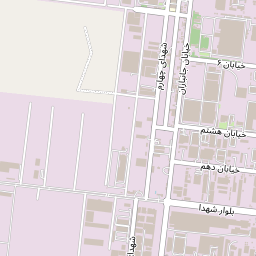 خیابان جانبازان
شهدای چهارم
خیابان ۶
خیابان هشتم
خیابان دهم
بلوار شهدا